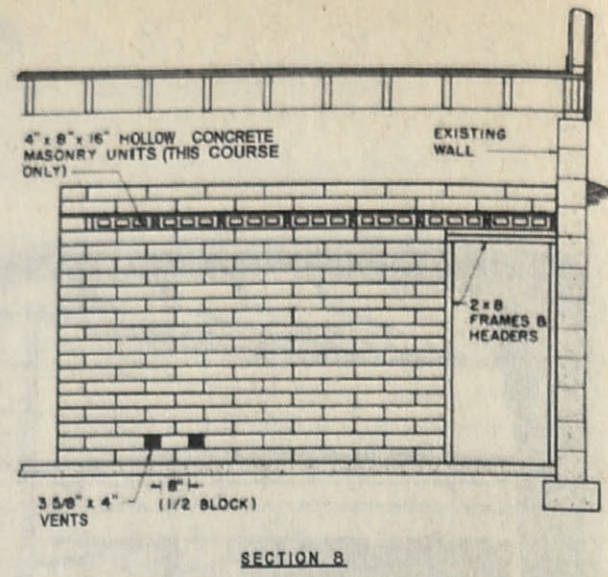 4" x 8" x 16" HOLLOW CONCRETE
MASONRY UNITS (THIS COURSE
ONLY)
EXISTING
WALL
2 x 8
FRAMES &
HEADERS
8"
3 5/8" x 4"
VENTS
(1/2 BLOCK)
SECTION B